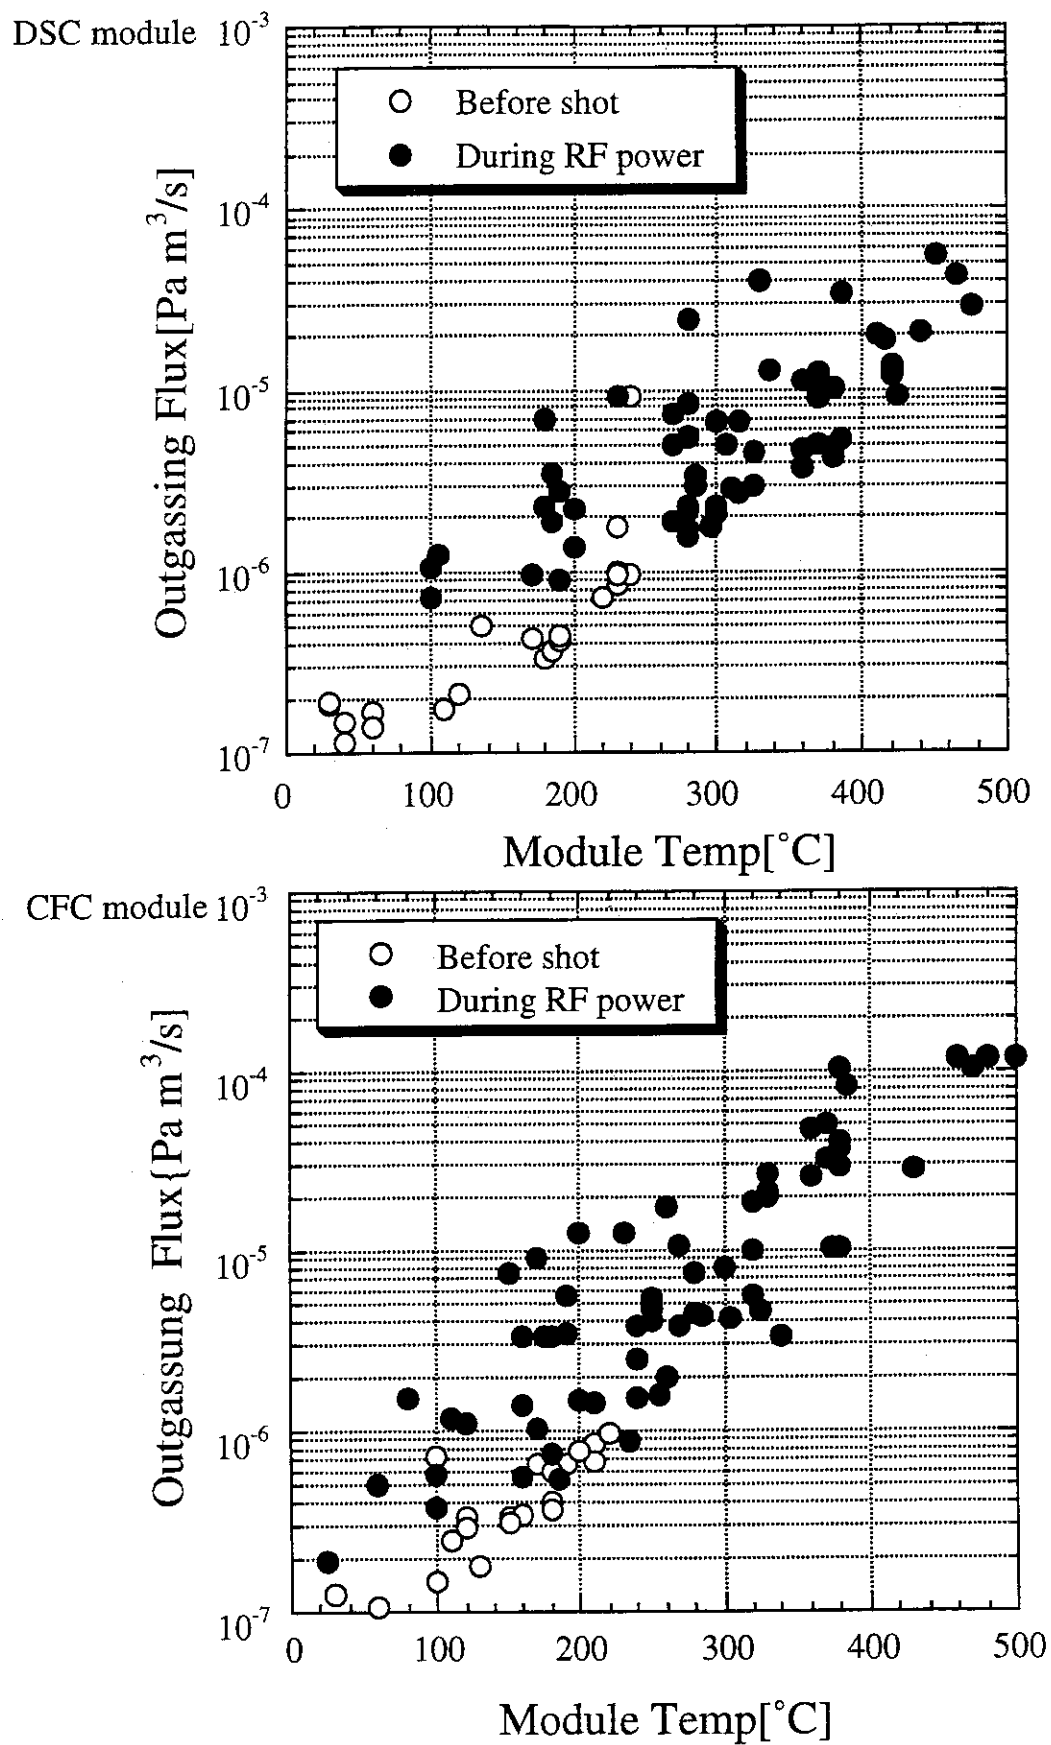 DSC module
10⁻³
Before shot
During RF power
Outgassing Flux[Pa m³/s]
10⁻⁴
10⁻⁵
10⁻⁶
10⁻⁷
0 100 200 300 400 500
Module Temp[˚C]
CFC module
10⁻³
Before shot
During RF power
Outgassung Flux{Pa m³/s]
10⁻⁴
10⁻⁵
10⁻⁶
10⁻⁷
0 100 200 300 400 500
Module Temp[˚C]